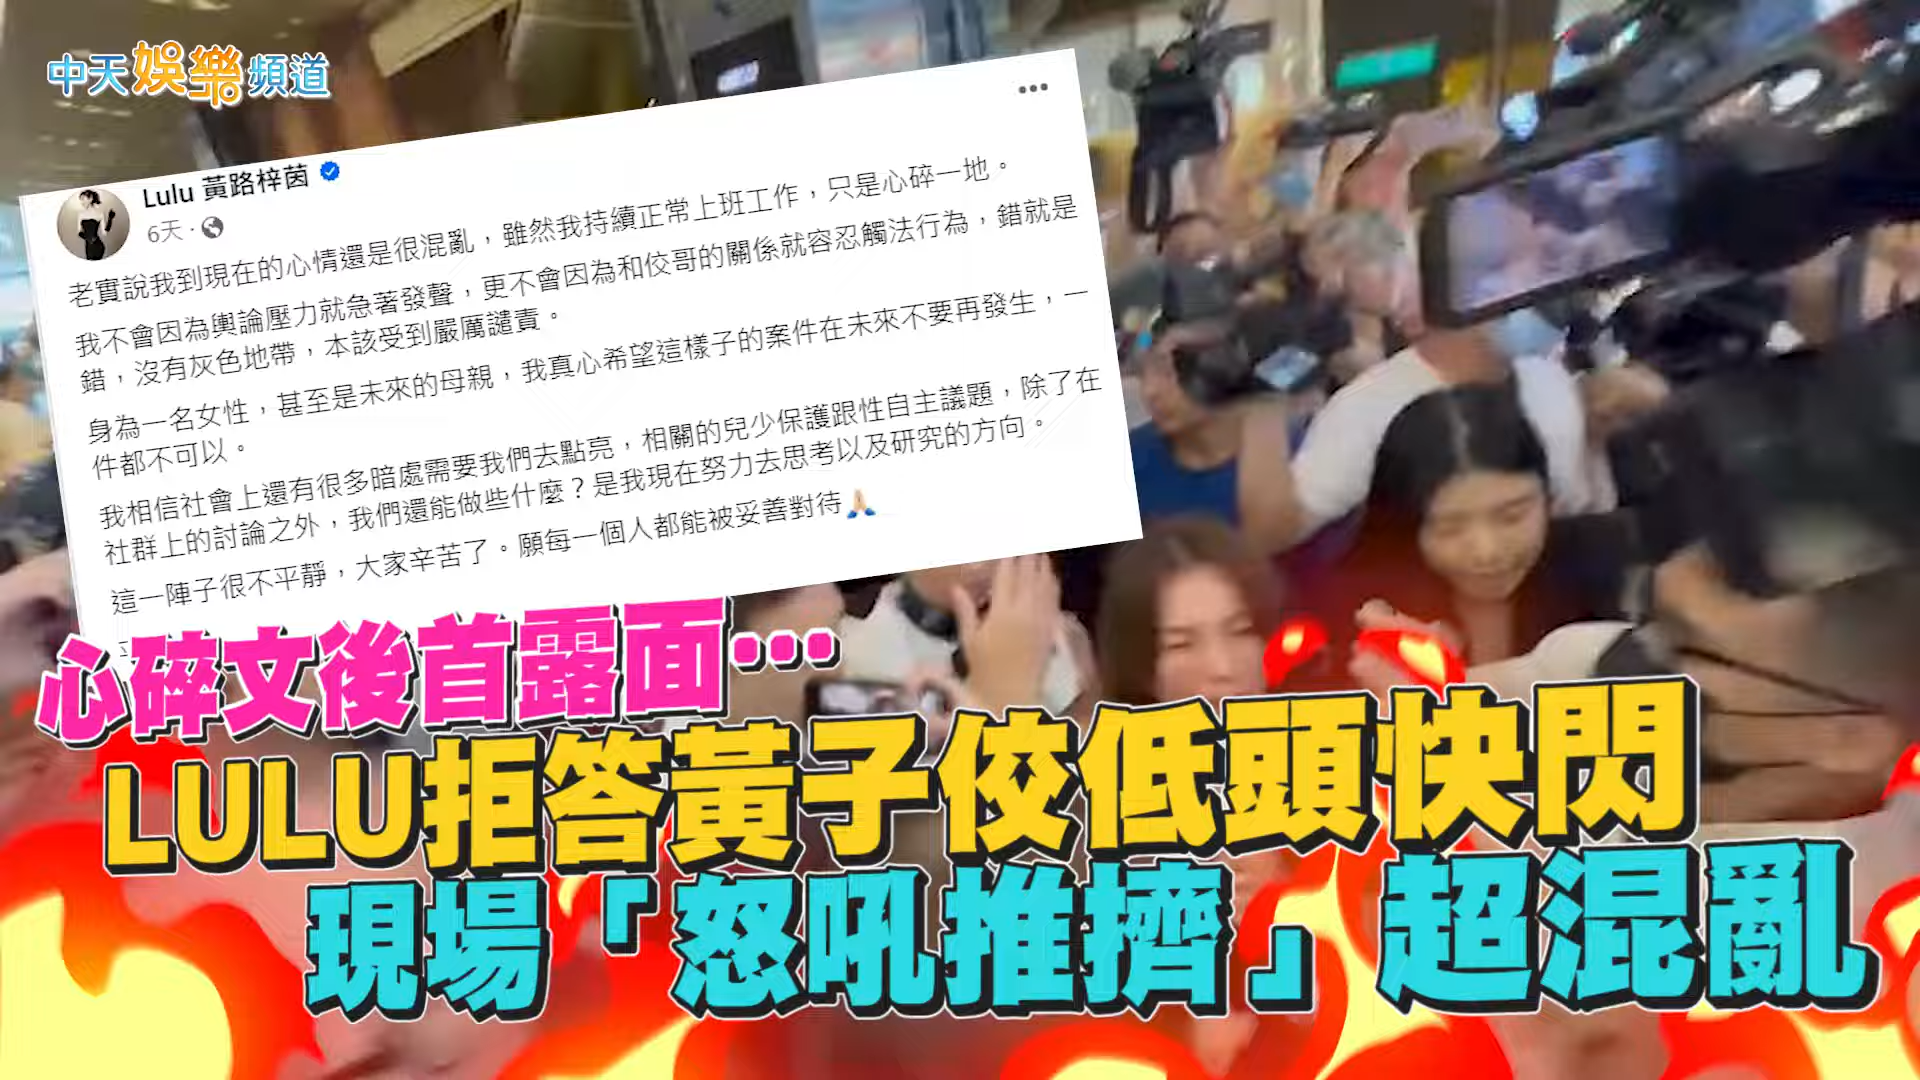 中天娛樂頻道
Lulu 黃路梓茵
6天
老實說我到現在的心情還是很混亂，雖然我持續正常上班工作，只是心碎一地。
我不會因為輿論壓力就急著發聲，更不會因為和佼哥的關係就容忍觸法行為，錯就是
錯，沒有灰色地帶，本該受到嚴厲譴責。
身為一名女性，甚至是未來的母親，我真心希望這樣子的案件在未來不要再發生，一
件都不可以。
我相信社會上還有很多暗處需要我們去點亮，相關的兒少保護跟性自主議題，除了在
社群上的討論之外，我們還能做些什麼？是我現在努力去思考以及研究的方向。
這一陣子很不平靜，大家辛苦了。願每一個人都能被妥善對待🙏🏻
心碎文後首露面…
LULU拒答黃子佼低頭快閃
現場「怒吼推擠」超混亂